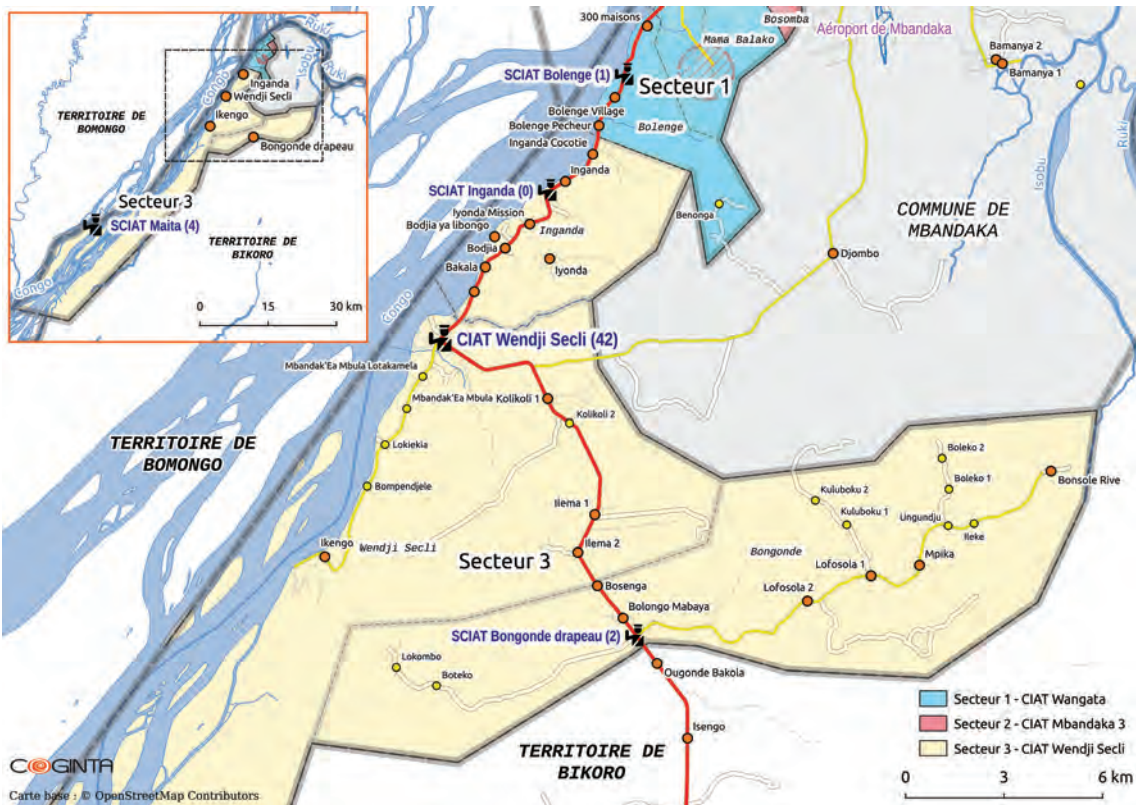 Ruki
Isobu
Ruki
Congo
Inganda
Wendji Secli
Ikengo
Bongonde drapeau
TERRITOIRE DE
BOMONGO
Secteur 3
SCIAT Maita (4)
TERRITOIRE DE
BIKORO
Congo
0 15 30 km
300 maisons
Bosomba
Mama Balako
Aéroport de Mbandaka
Bamanya 2
Bamanya 1
SCIAT Bolenge (1)
Secteur 1
Bolenge Village
Bolenge Pecheur
Bolenge
Inganda Cocotie
Ruki
Isobu
Inganda
SCIAT Inganda (0)
Iyonda Mission
Bodjia ya libongo
Inganda
Benonga
COMMUNE DE
MBANDAKA
Bodjia
Bakala
Iyonda
Djombo
Congo
CIAT Wendji Secli (42)
Mbandak'Ea Mbula Lotakamela
Mbandak'Ea Mbula
Kolikoli 1
Kolikoli 2
TERRITOIRE DE
BOMONGO
Lokiekia
Bompendjele
Boleko 2
Boleko 1
Bonsole Rive
Kuluboku 2
Kuluboku 1
Ungundju
Ileke
Ilema 1
Ikengo
Wendji Secli
Ilema 2
Secteur 3
Bongonde
Mpika
Lofosola 1
Lofosola 2
Bosenga
Bolongo Mabaya
SCIAT Bongonde drapeau (2)
Lokombo
Boteko
Ougonde Bakola
Isengo
TERRITOIRE DE
BIKORO
Secteur 1 - CIAT Wangata
Secteur 2 - CIAT Mbandaka 3
Secteur 3 - CIAT Wendji Secli
0 3 6 km
COGINTA
Carte base : © OpenStreetMap Contributors